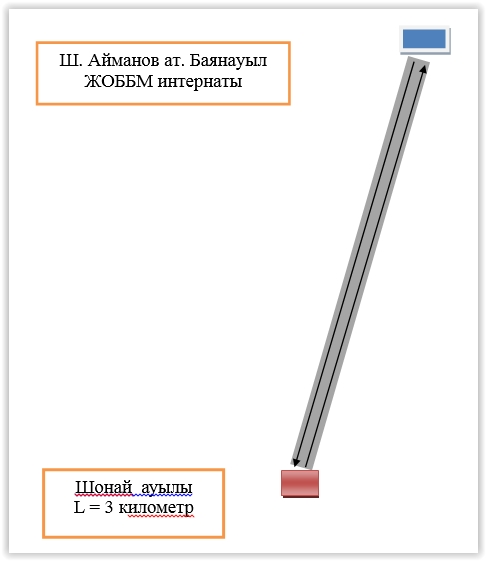 Ш. Айманов ат. Баянауыл
ЖОББМ интернаты
Шонай ауылы
L = 3 километр